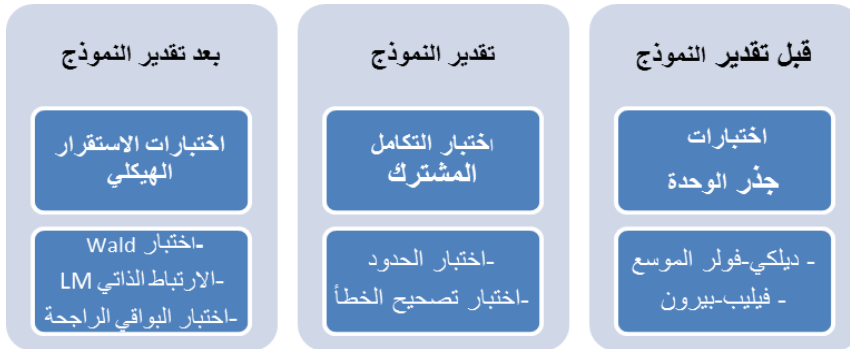 قبل تقدير النموذج
اختبارات
جذر الوحدة
- ديلكي-فولر الموسع
- فيليب-بيرون
تقدير النموذج
اختبار التكامل
المشترك
-اختبار الحدود
-اختبار تصحيح الخطأ
بعد تقدير النموذج
اختبارات الاستقرار
الهيكلي
-اختبار Wald
-الارتباط الذاتي LM
-اختبار البواقي الراجحة